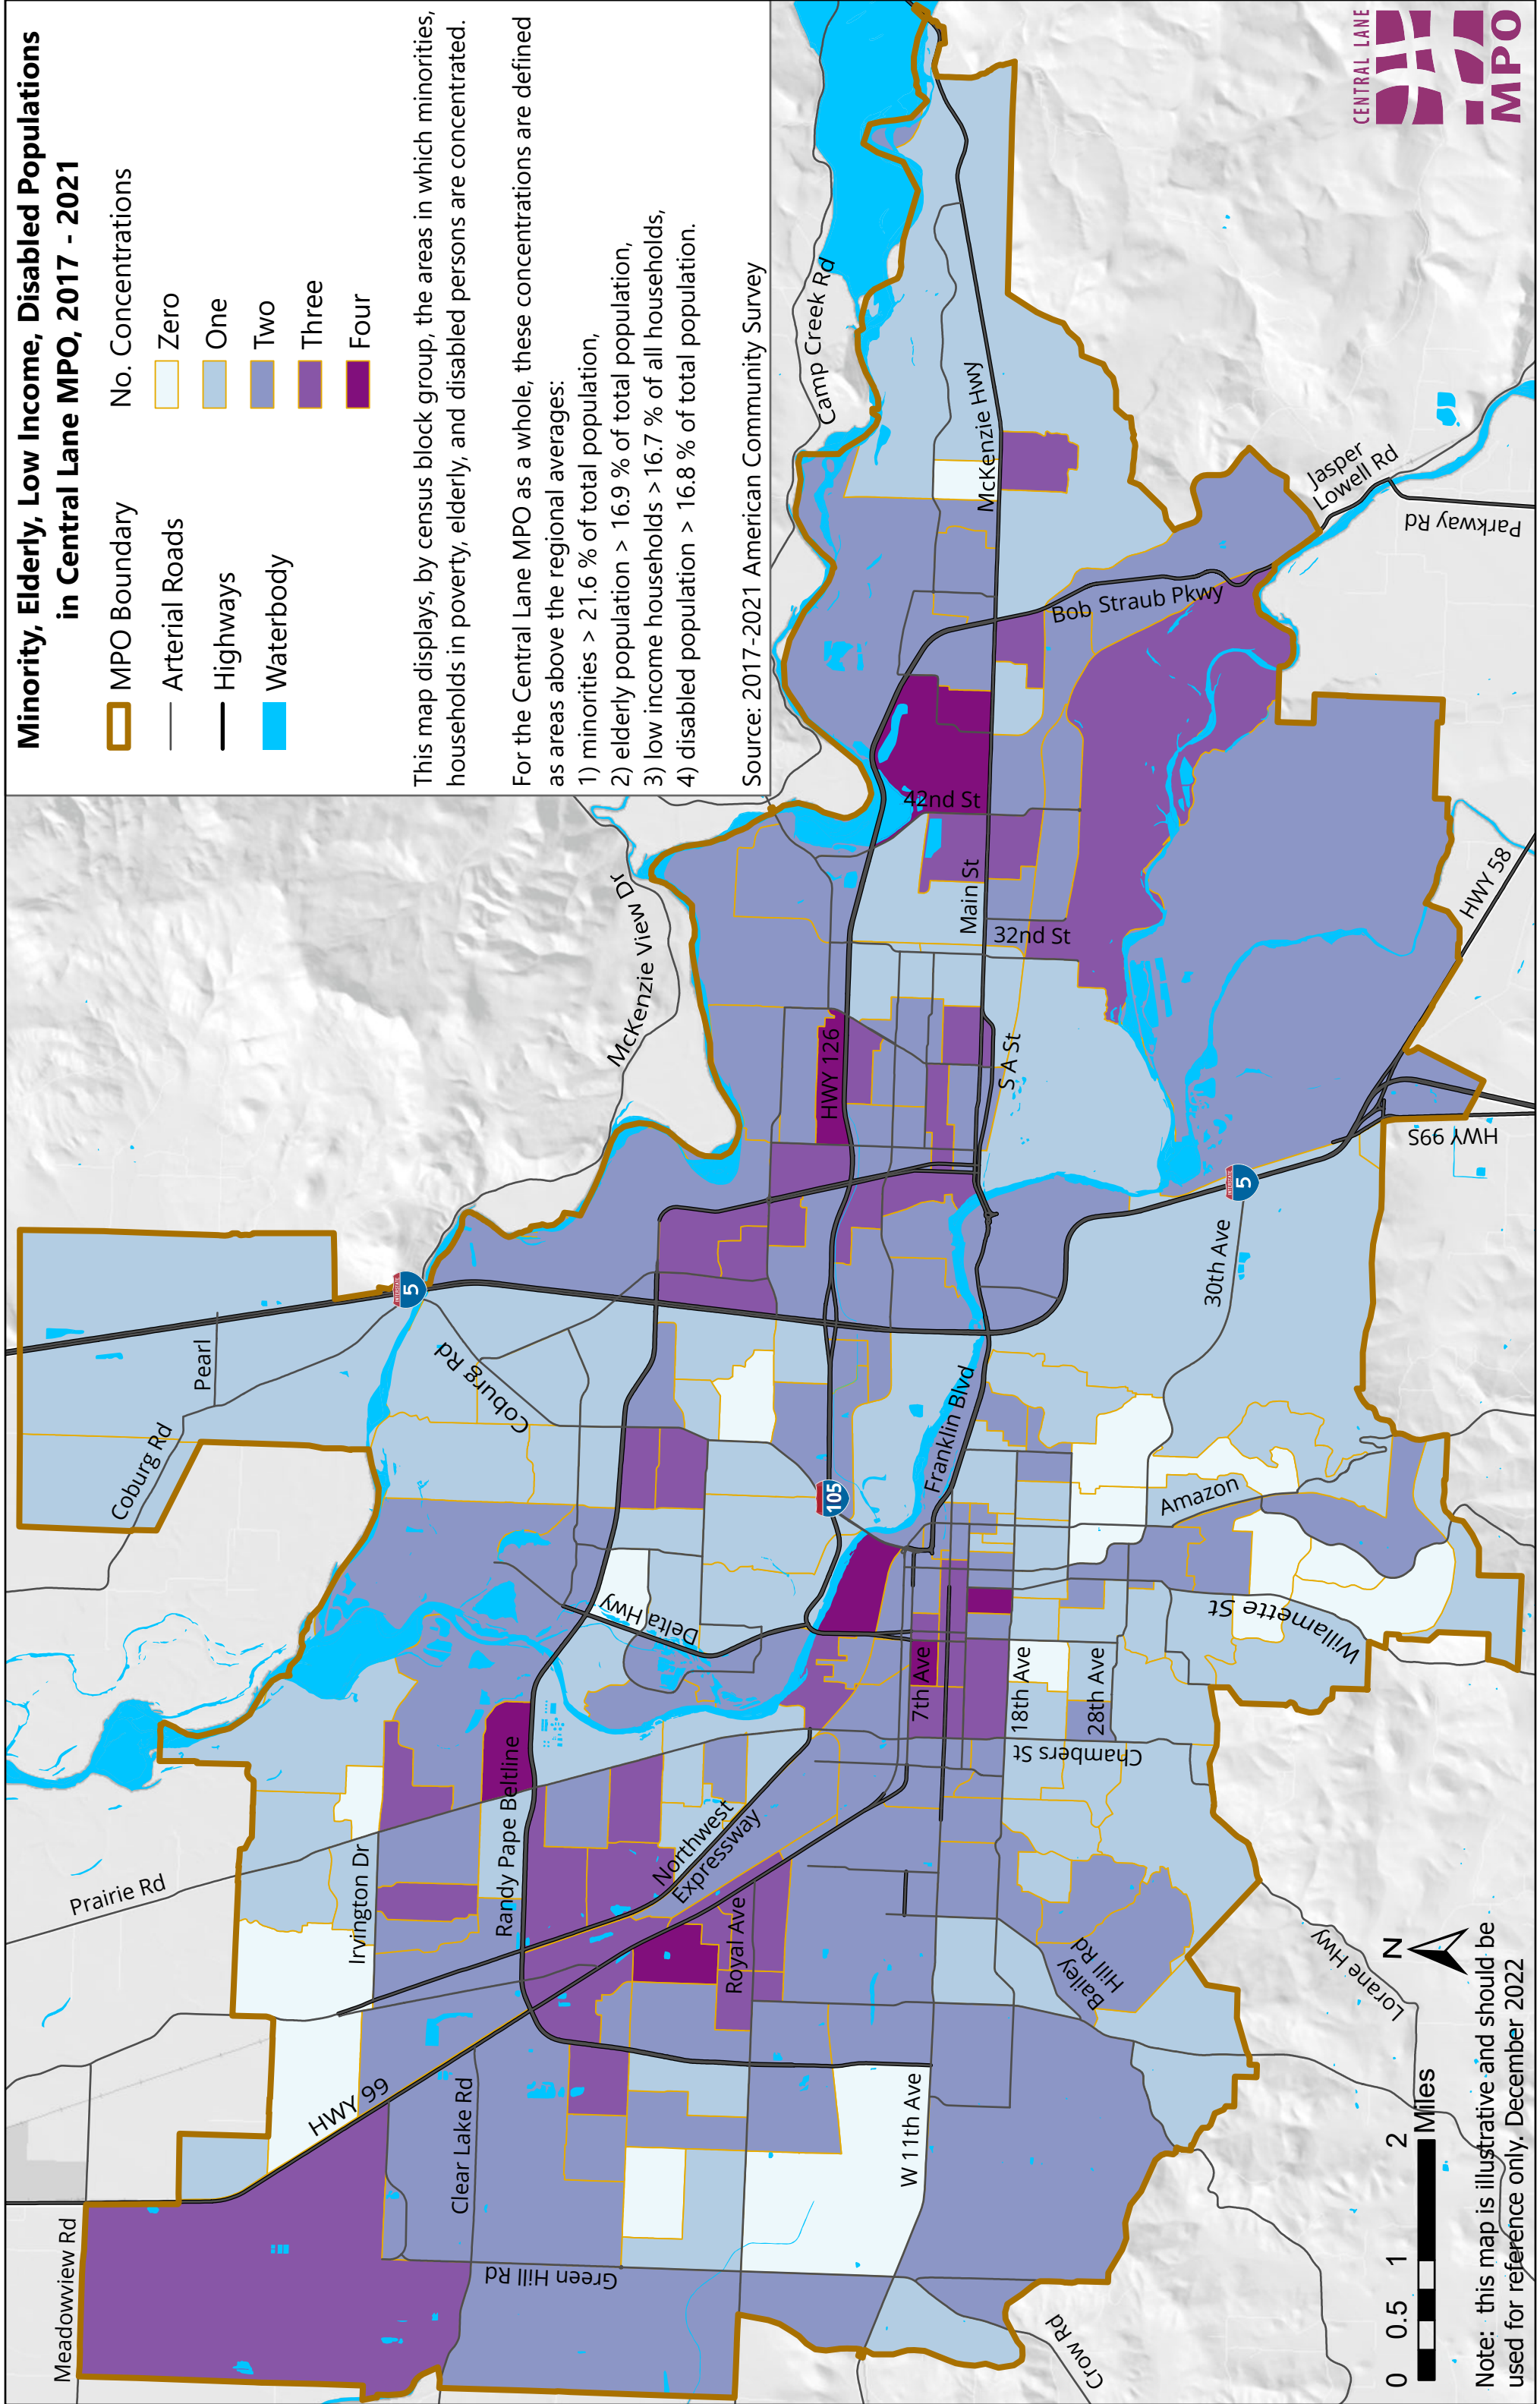 Minority, Elderly, Low Income, Disabled Populations
in Central Lane MPO, 2017 - 2021
MPO Boundary
Arterial Roads
Highways
Waterbody
No. Concentrations
Zero
One
Two
Three
Four
This map displays, by census block group, the areas in which minorities,
households in poverty, elderly, and disabled persons are concentrated.
For the Central Lane MPO as a whole, these concentrations are defined
as areas above the regional averages:
1) minorities > 21.6 % of total population,
2) elderly population > 16.9 % of total population,
3) low income households > 16.7 % of all households,
4) disabled population > 16.8 % of total population.
Source: 2017-2021 American Community Survey
Meadowview Rd
Prairie Rd
Coburg Rd
Pearl
INTERSTATE
5
Coburg Rd
McKenzie View Dr
Camp Creek Rd
HWY 99
Irvington Dr
Clear Lake Rd
Randy Pape Beltline
Green Hill Rd
Delta Hwy
Northwest
Expressway
Royal Ave
105
HWY 126
42nd St
Main St
McKenzie Hwy
32nd St
S A St
Bob Straub Pkwy
Jasper
Lowell Rd
Parkway Rd
Franklin Blvd
W 11th Ave
7th Ave
18th Ave
28th Ave
Chambers St
Bailey
Hill Rd
Amazon
30th Ave
INTERSTATE
5
Willamette St
HWY 99S
HWY 58
Crow Rd
Lorane Hwy
N
0 0.5 1 2
Miles
Note: this map is illustrative and should be
used for reference only. December 2022
CENTRAL LANE
MPO